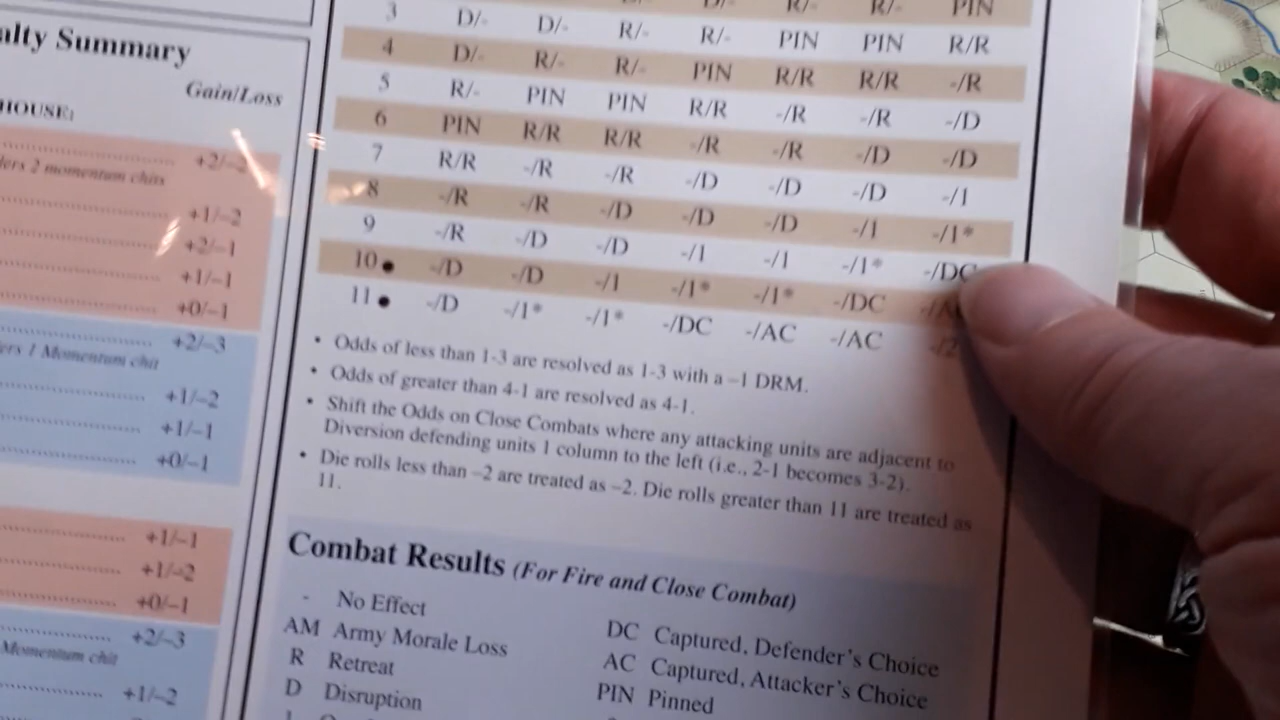 alty Summary
Gain/Loss
HOUSE:
+2/–2
ders 2 momentum chits
+1/–2
+2/–1
+1/–1
+0/–1
+2/–3
ers 1 Momentum chit
+1/–2
+1/–1
+0/–1
+1/–1
+1/–2
+0/–1
+2/–3
Momentum chit
+1/–2
R/- R/- PIN
3 D/- D/- R/- R/- PIN PIN R/R
4 D/- R/- R/- PIN R/R R/R -/R
5 R/- PIN PIN R/R -/R -/R -/D
6 PIN R/R R/R -/R -/R -/D -/D
7 R/R -/R -/R -/D -/D -/D -/1
8 -/R -/R -/D -/D -/D -/1 -/1*
9 -/R -/D -/D -/1 -/1 -/1* -/DC
10● -/D -/D -/1 -/1* -/1* -/DC
11● -/D -/1* -/1* -/DC -/AC -/AC
• Odds of less than 1-3 are resolved as 1-3 with a –1 DRM.
• Odds of greater than 4-1 are resolved as 4-1.
• Shift the Odds on Close Combats where any attacking units are adjacent to
Diversion defending units 1 column to the left (i.e., 2-1 becomes 3-2).
• Die rolls less than –2 are treated as –2. Die rolls greater than 11 are treated as
11.
Combat Results (For Fire and Close Combat)
- No Effect
AM Army Morale Loss
R Retreat
D Disruption
DC Captured, Defender's Choice
AC Captured, Attacker's Choice
PIN Pinned